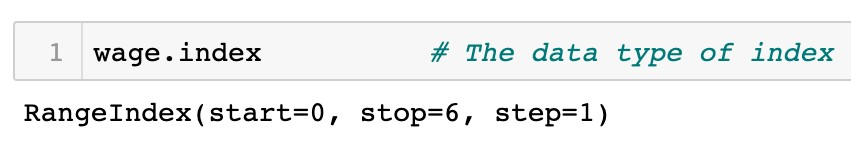 1 wage.index # The data type of index
RangeIndex(start=0, stop=6, step=1)